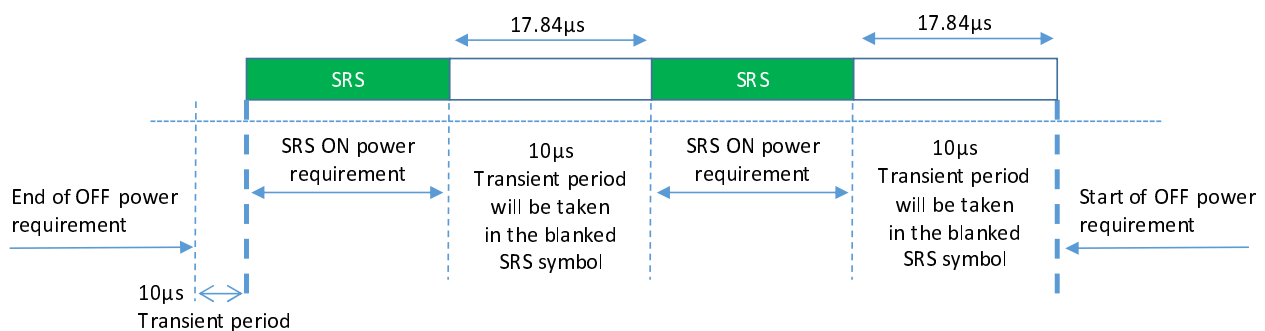 17.84µs
17.84µs
SRS
SRS
SRS ON power
requirement
10µs
Transient period
will be taken
in the blanked
SRS symbol
SRS ON power
requirement
10µs
Transient period
will be taken
in the blanked
SRS symbol
End of OFF power
requirement
Start of OFF power
requirement
10µs
Transient period